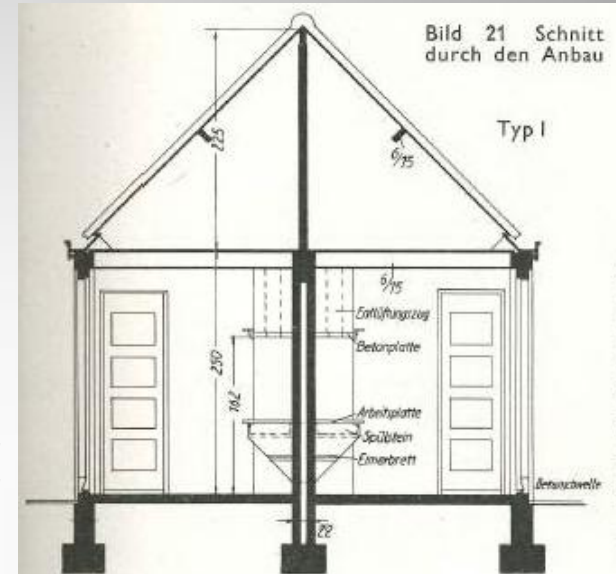 Bild 21 Schnitt
durch den Anbau
Typ I
225
6/15
6/15
Entlüftungszug
Betonplatte
250
162
Arbeitsplatte
Spülstein
Eimerbrett
Betonschwelle
22